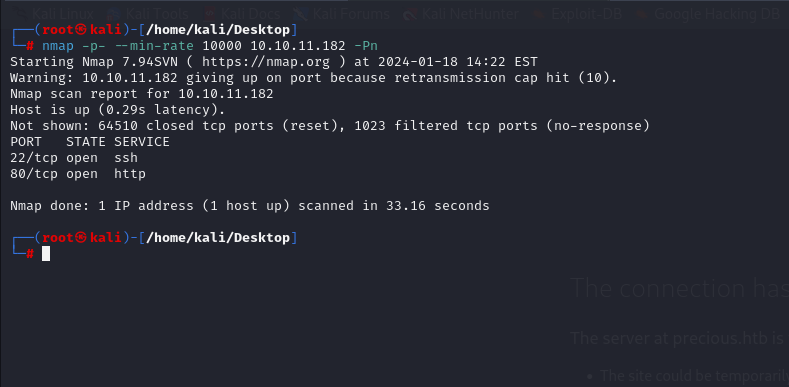 Kali Linux Kali Tools Kali Docs Kali Forums Kali NetHunter Exploit-DB Google Hacking DB
┌──(root㉿kali)-[/home/kali/Desktop]
└─# nmap -p- --min-rate 10000 10.10.11.182 -Pn
Starting Nmap 7.94SVN ( https://nmap.org ) at 2024-01-18 14:22 EST
Warning: 10.10.11.182 giving up on port because retransmission cap hit (10).
Nmap scan report for 10.10.11.182
Host is up (0.29s latency).
Not shown: 64510 closed tcp ports (reset), 1023 filtered tcp ports (no-response)
PORT   STATE SERVICE
22/tcp open  ssh
80/tcp open  http
Nmap done: 1 IP address (1 host up) scanned in 33.16 seconds
┌──(root㉿kali)-[/home/kali/Desktop]
└─#
The connection has
The server at precious.htb is
• The site could be temporaril